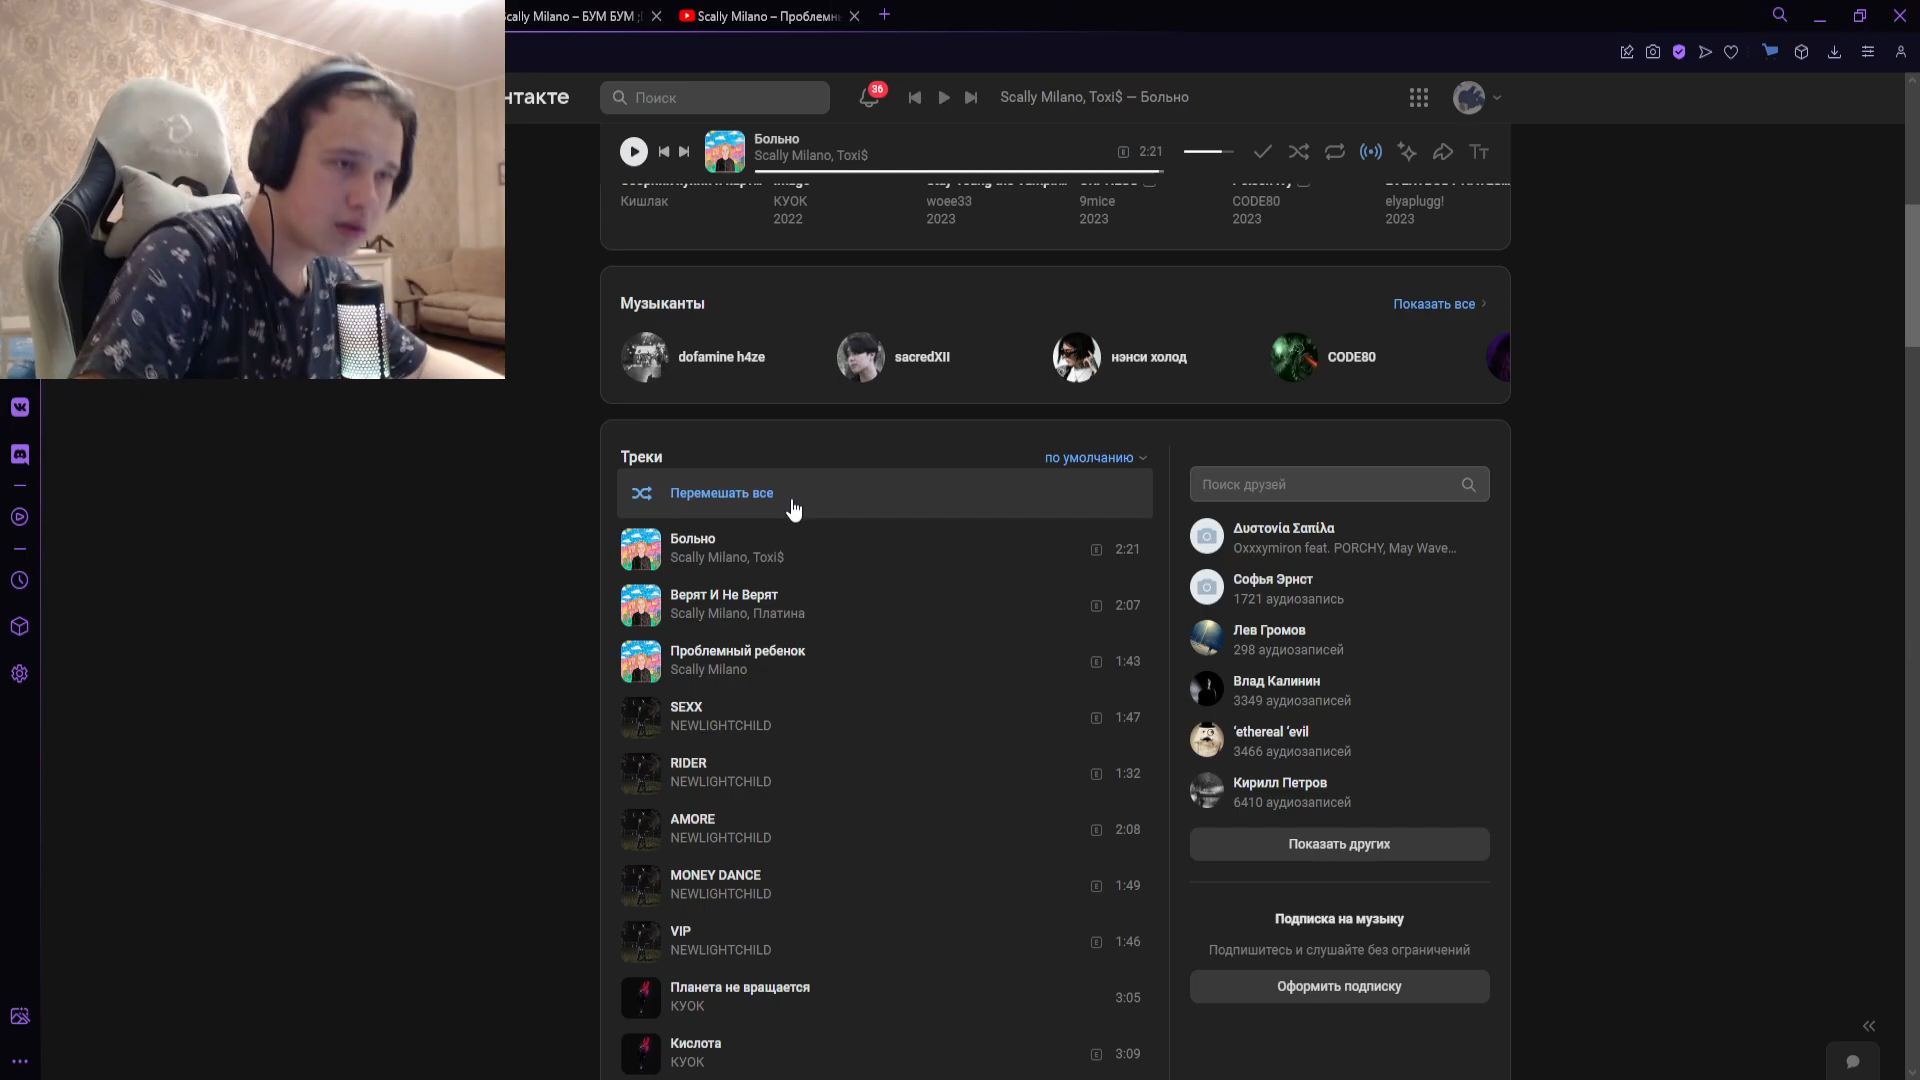 Scally Milano – БУМ БУМ
Scally Milano – Проблемн
нтакте
Поиск
36
Scally Milano, Toxi$ — Больно
Больно
Scally Milano, Toxi$
E
2:21
Кишлак
КУОК
2022
woee33
2023
9mice
2023
CODE80
2023
elyaplugg!
2023
Музыканты
Показать все
dofamine h4ze
sacredXII
нэнси холод
CODE80
Треки
по умолчанию
Перемешать все
Больно
Scally Milano, Toxi$
E
2:21
Верят И Не Верят
Scally Milano, Платина
E
2:07
Проблемный ребенок
Scally Milano
E
1:43
SEXX
NEWLIGHTCHILD
E
1:47
RIDER
NEWLIGHTCHILD
E
1:32
AMORE
NEWLIGHTCHILD
E
2:08
MONEY DANCE
NEWLIGHTCHILD
E
1:49
VIP
NEWLIGHTCHILD
E
1:46
Планета не вращается
КУОК
3:05
Кислота
КУОК
E
3:09
Поиск друзей
Δυστονία Σαπίλα
Oxxxymiron feat. PORCHY, May Wave...
Софья Эрнст
1721 аудиозапись
Лев Громов
298 аудиозаписей
Влад Калинин
3349 аудиозаписей
'ethereal 'evil
3466 аудиозаписей
Кирилл Петров
6410 аудиозаписей
Показать других
Подписка на музыку
Подпишитесь и слушайте без ограничений
Оформить подписку